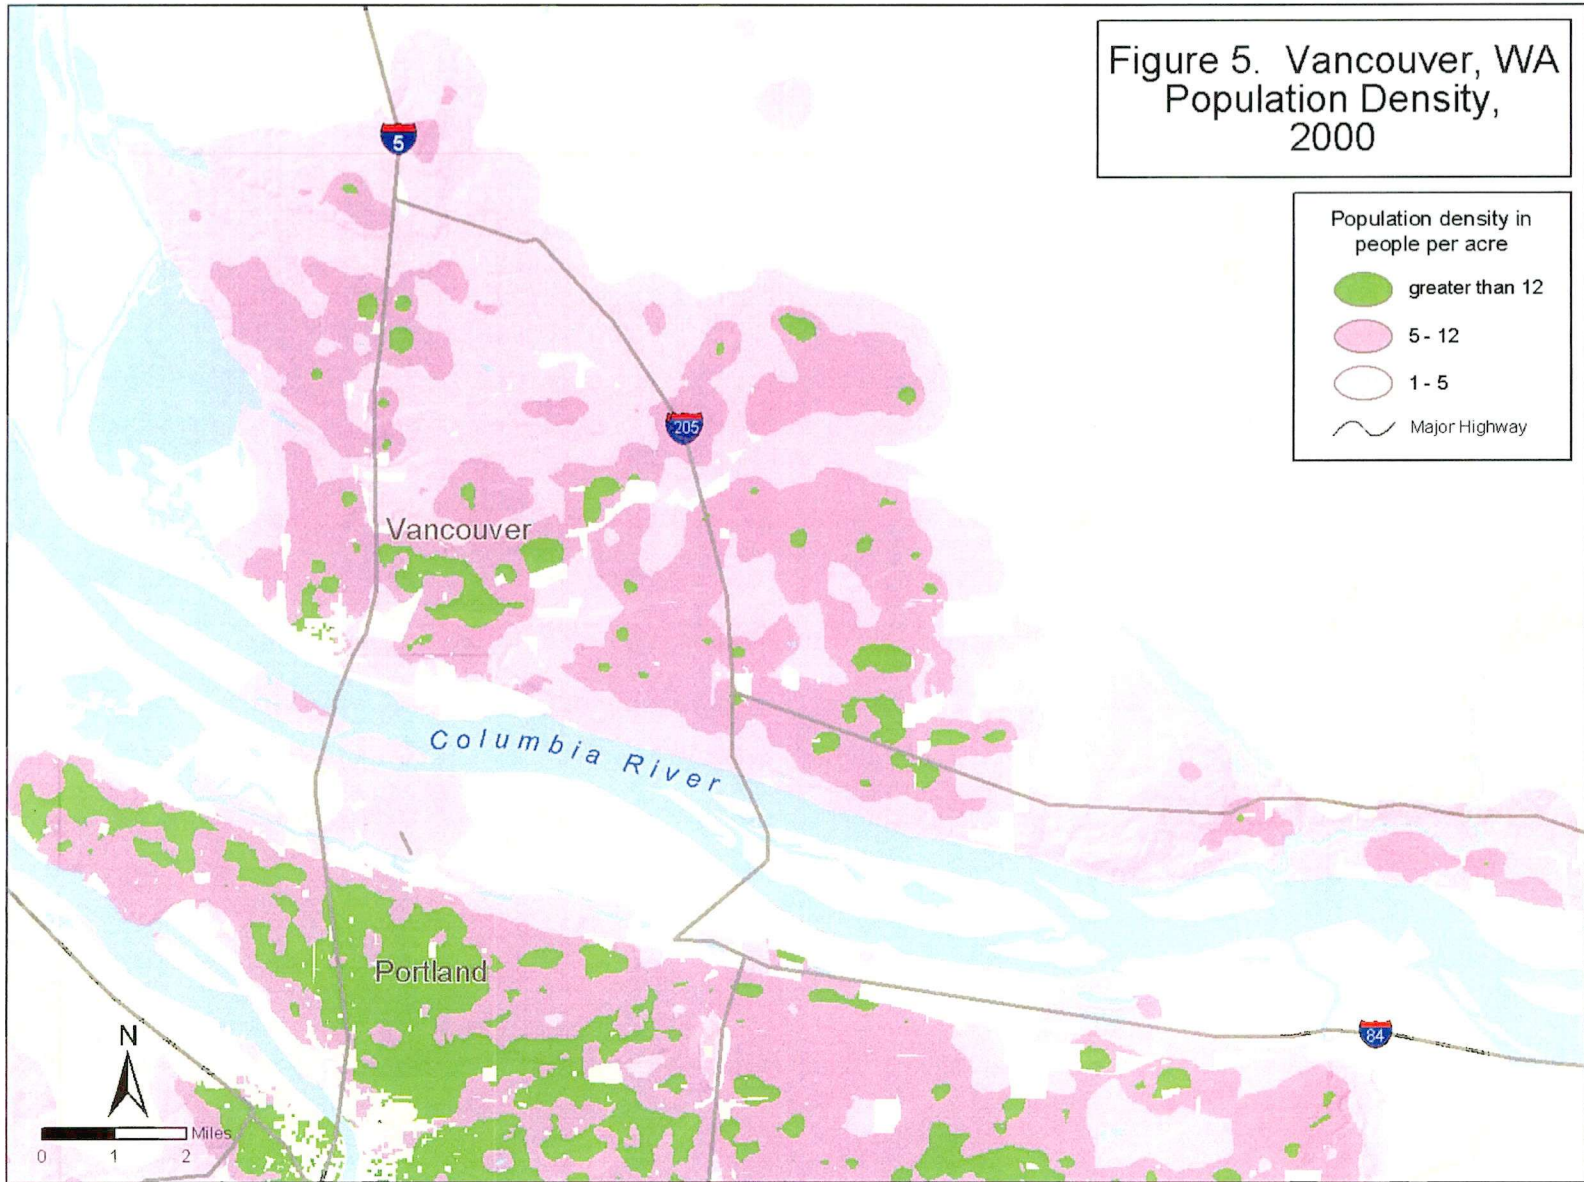 Figure 5. Vancouver, WA
Population Density,
2000
Population density in
people per acre
greater than 12
5 - 12
1 - 5
Major Highway
5
205
Vancouver
Columbia River
Portland
84
N
Miles
0 1 2